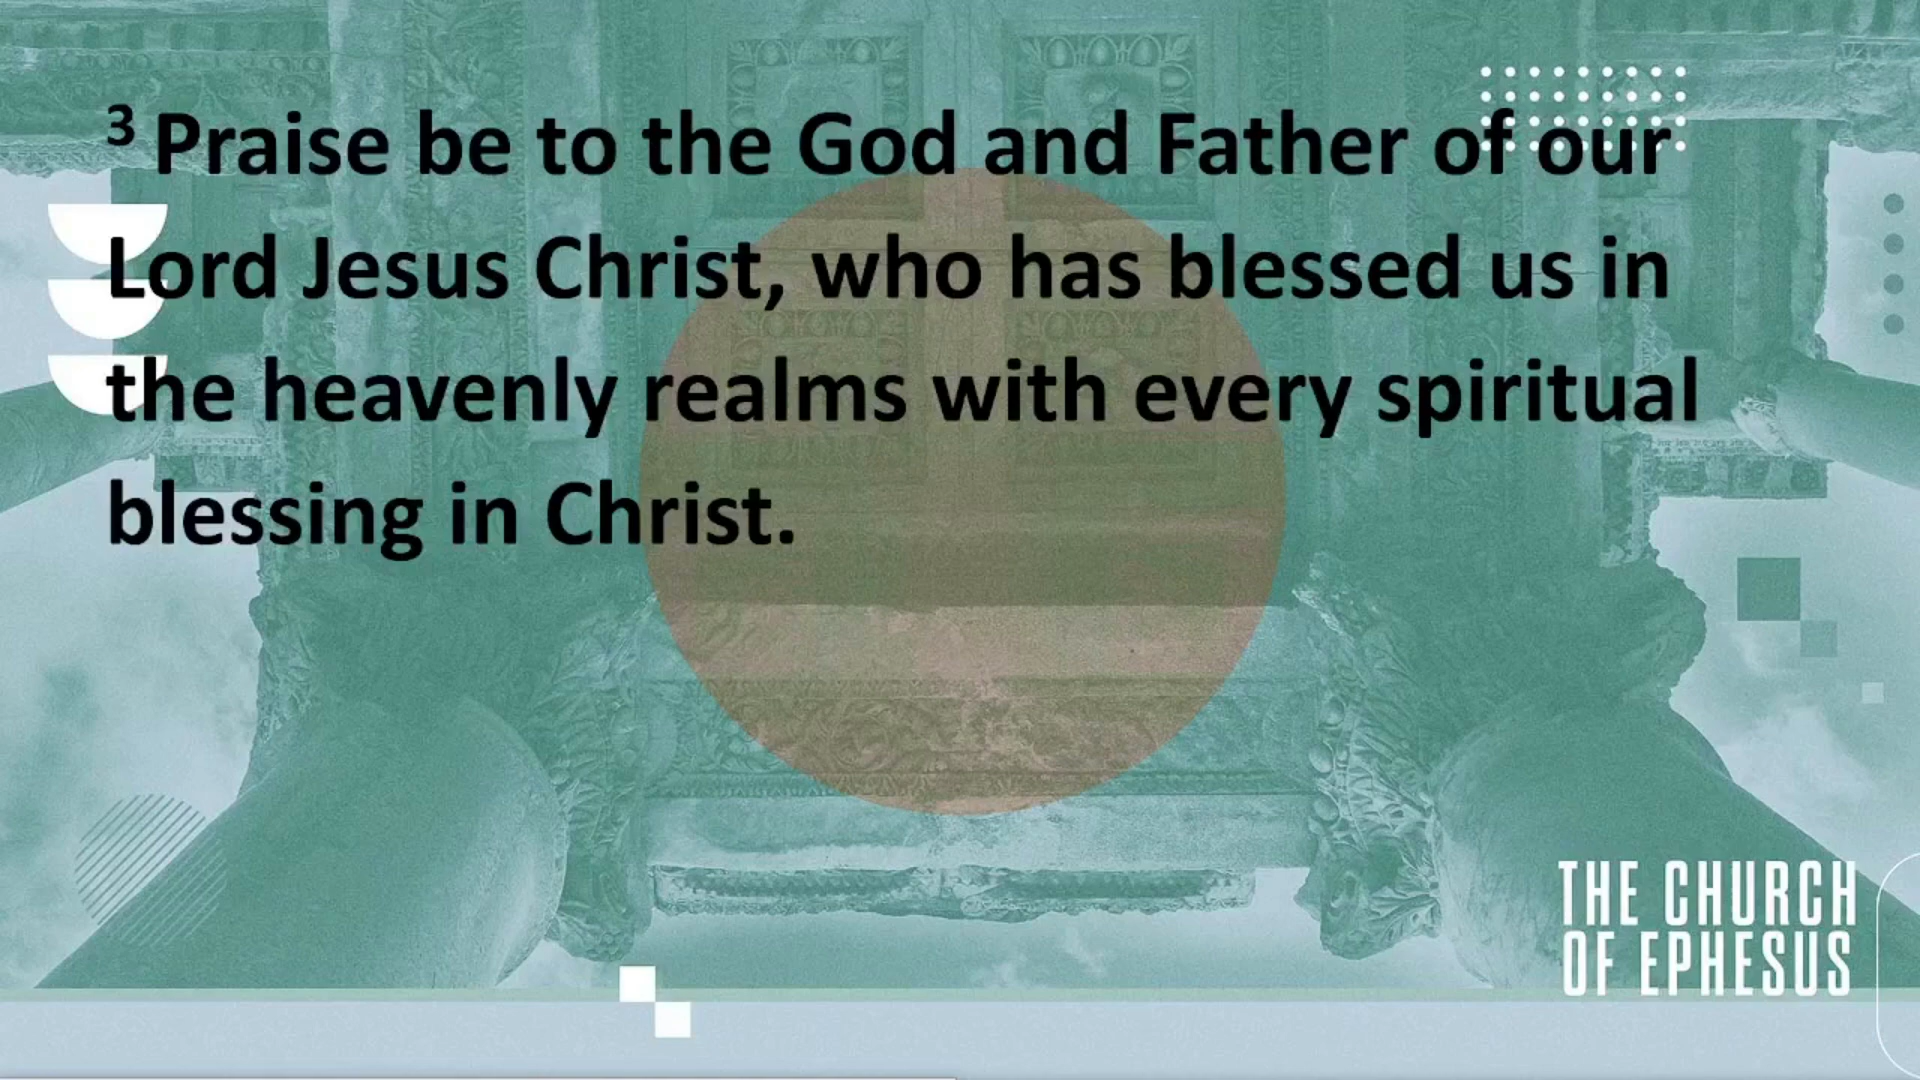 3 Praise be to the God and Father of our
Lord Jesus Christ, who has blessed us in
the heavenly realms with every spiritual
blessing in Christ.
THE CHURCH
OF EPHESUS